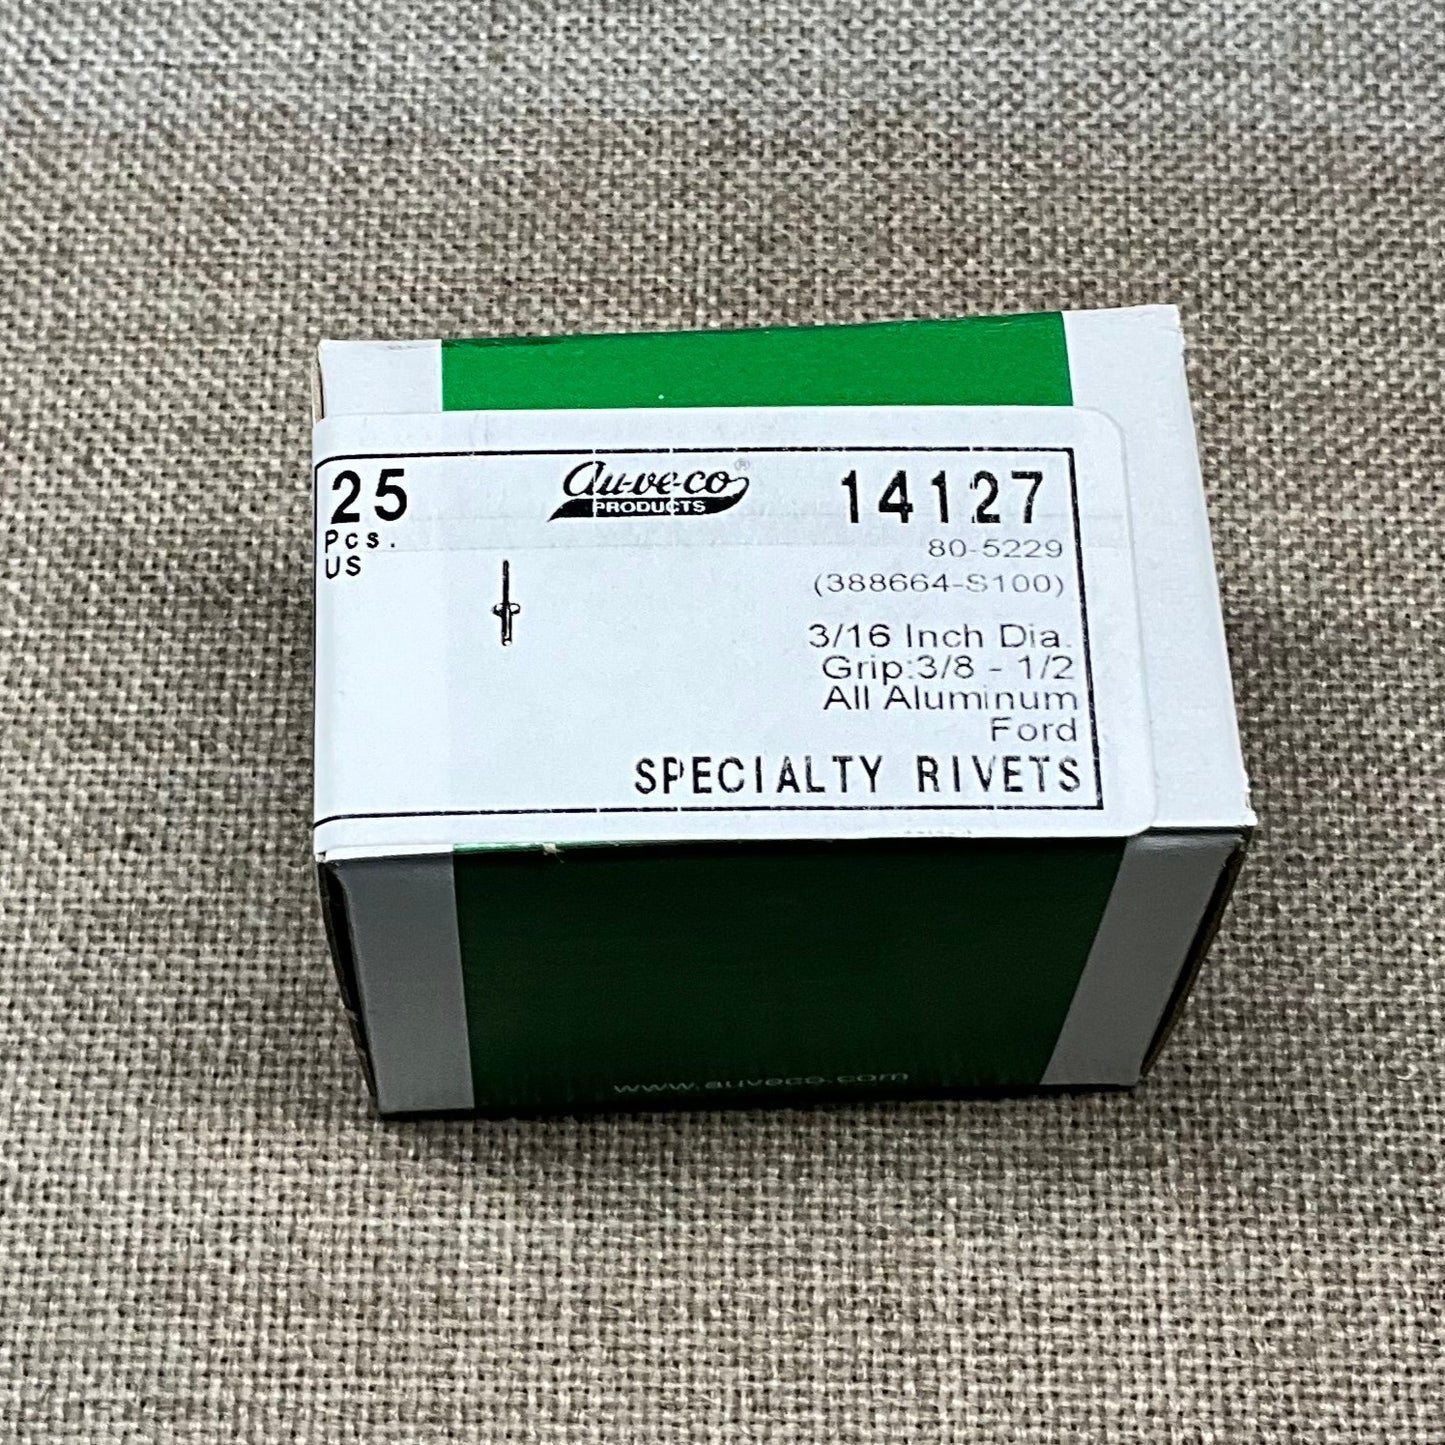 25
Pcs.
US
Au-ve-co®
PRODUCTS
14127
80-5229
(388664-S100)
3/16 Inch Dia.
Grip:3/8 - 1/2
All Aluminum
Ford
SPECIALTY RIVETS
www.auveco.com